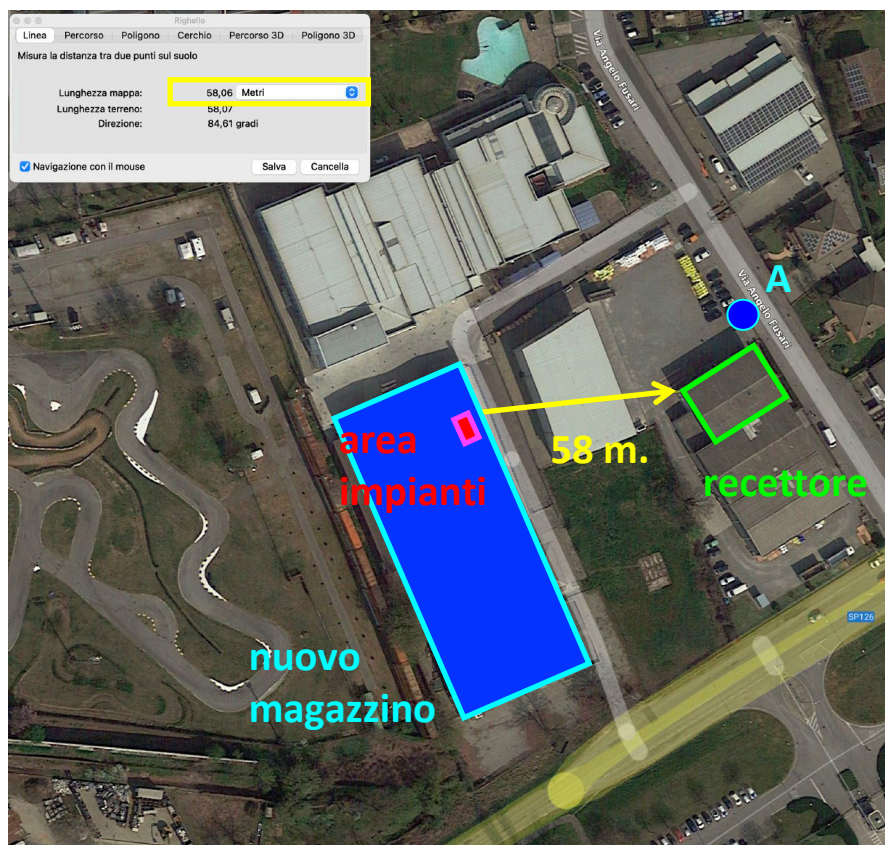 Righello
Linea Percorso Poligono Cerchio Percorso 3D Poligono 3D
Misura la distanza tra due punti sul suolo
Lunghezza mappa: 58,06 Metri
Lunghezza terreno: 58,07
Direzione: 84,61 gradi
Navigazione con il mouse Salva Cancella
Via Angelo Fusari
Via Angelo Fusari
A
area
impianti
58 m.
recettore
SP126
nuovo
magazzino